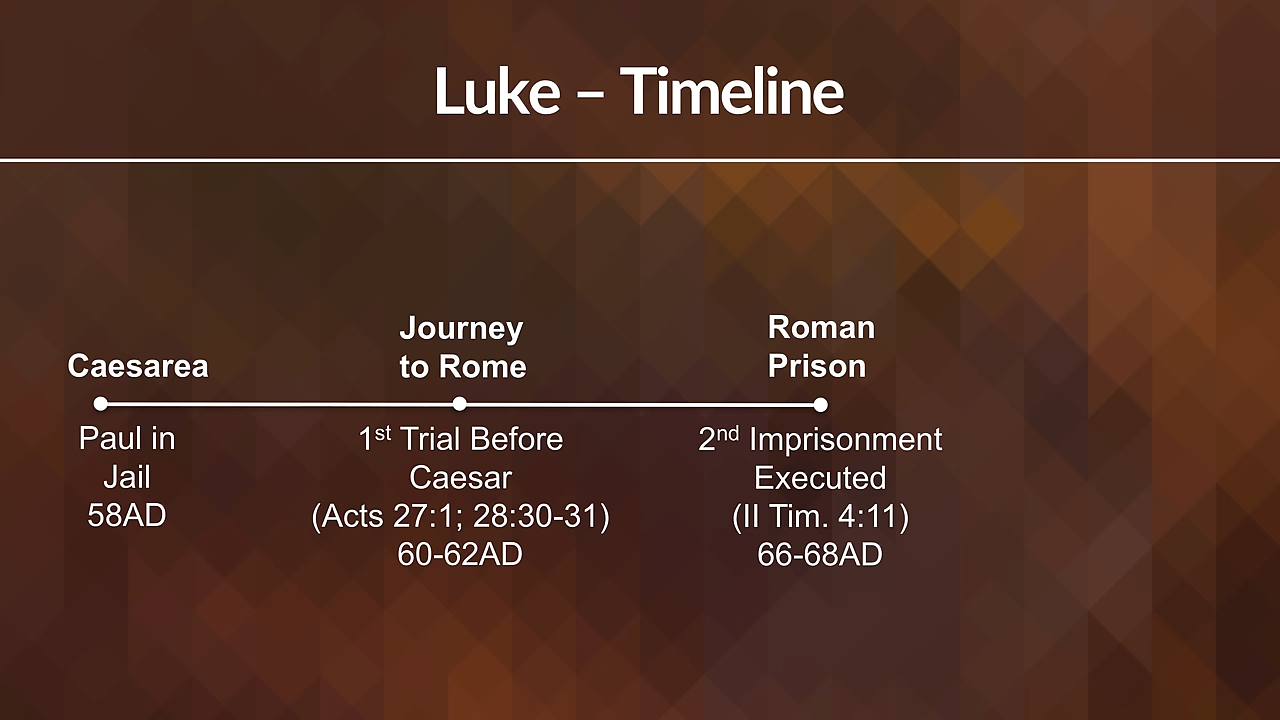 Luke – Timeline
Caesarea
Paul in
Jail
58AD
Journey
to Rome
1st Trial Before
Caesar
(Acts 27:1; 28:30-31)
60-62AD
Roman
Prison
2nd Imprisonment
Executed
(II Tim. 4:11)
66-68AD